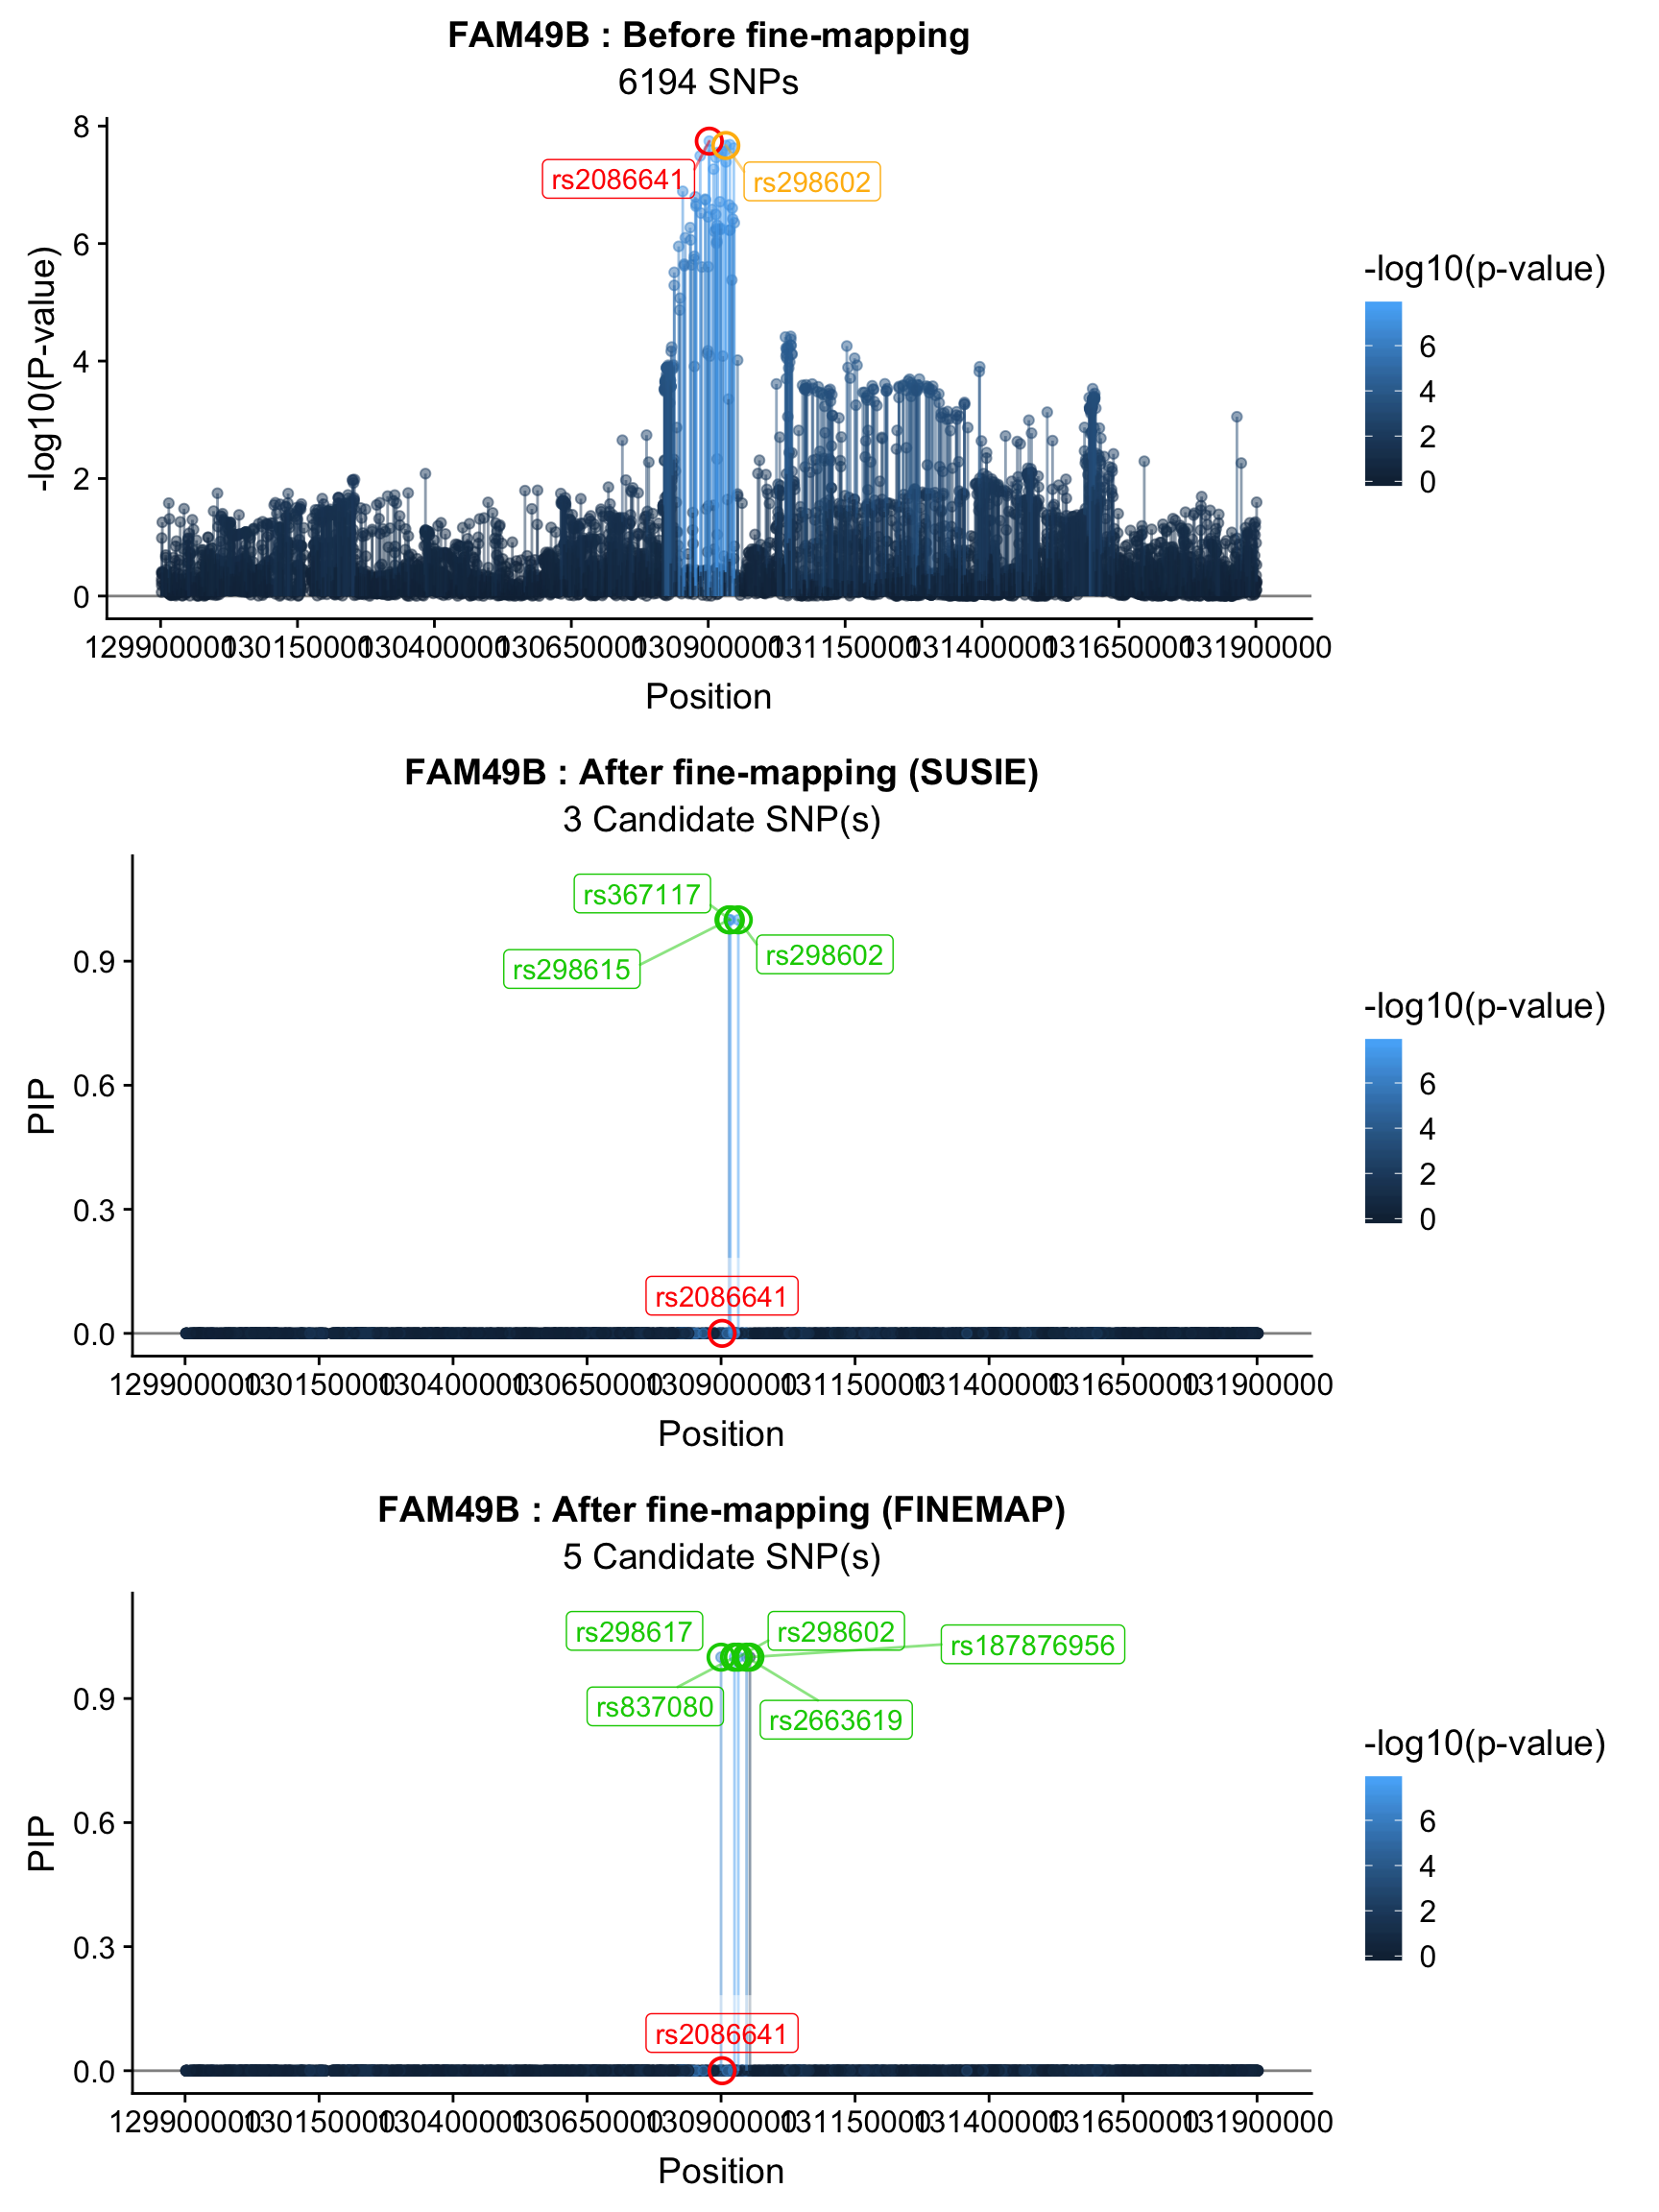 FAM49B : Before fine-mapping
6194 SNPs
-log10(P-value)
8
6
4
2
0
rs2086641
rs298602
129900000 130150000 130400000 130650000 130900000 131150000 131400000 131650000 131900000
Position
-log10(p-value)
6
4
2
0
FAM49B : After fine-mapping (SUSIE)
3 Candidate SNP(s)
PIP
0.9
0.6
0.3
0.0
rs367117
rs298615
rs298602
rs2086641
129900000 130150000 130400000 130650000 130900000 131150000 131400000 131650000 131900000
Position
-log10(p-value)
6
4
2
0
FAM49B : After fine-mapping (FINEMAP)
5 Candidate SNP(s)
PIP
0.9
0.6
0.3
0.0
rs298617
rs298602
rs187876956
rs837080
rs2663619
rs2086641
129900000 130150000 130400000 130650000 130900000 131150000 131400000 131650000 131900000
Position
-log10(p-value)
6
4
2
0